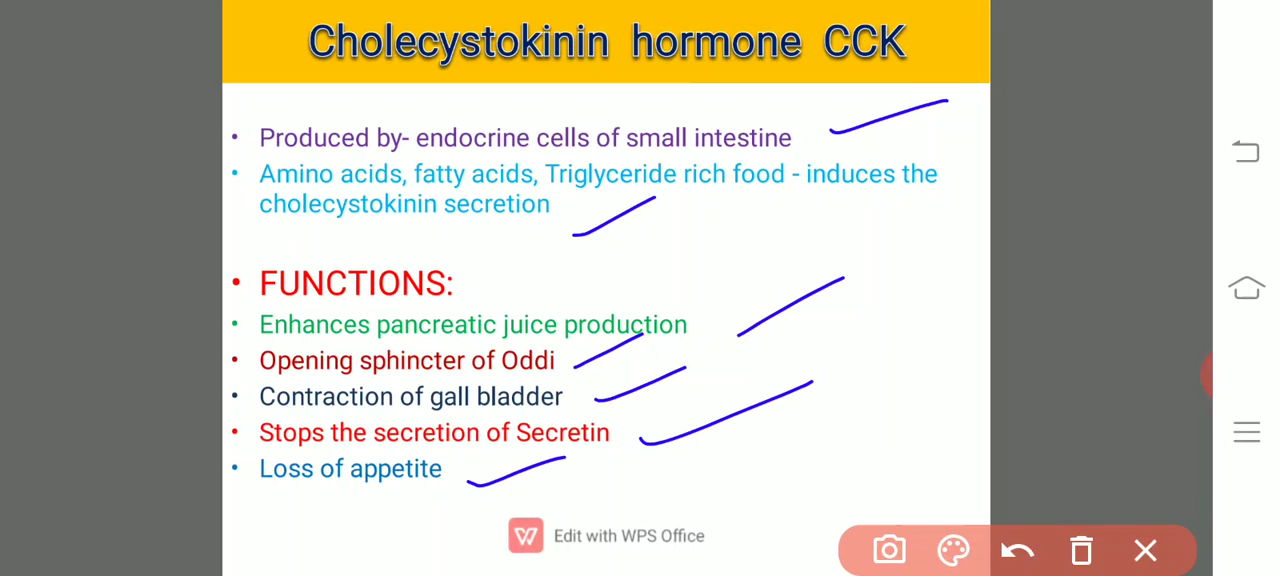 Cholecystokinin hormone CCK
• Produced by- endocrine cells of small intestine
• Amino acids, fatty acids, Triglyceride rich food - induces the
cholecystokinin secretion
• FUNCTIONS:
• Enhances pancreatic juice production
• Opening sphincter of Oddi
• Contraction of gall bladder
• Stops the secretion of Secretin
• Loss of appetite
Edit with WPS Office